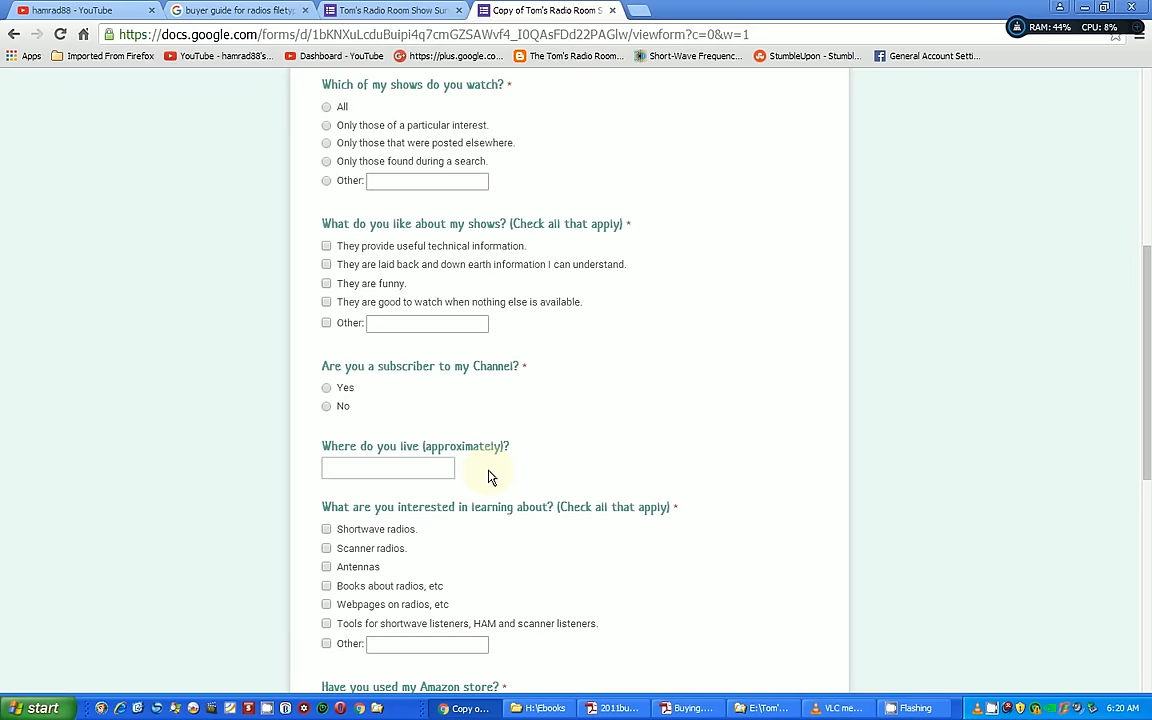 hamrad88 - YouTube
buyer guide for radios filety
Tom's Radio Room Show Sur
Copy of Tom's Radio Room S
RAM: 44% CPU: 8%
https://docs.google.com/forms/d/1bKNXuLcduBuipi4q7cmGZSAWvf4_I0QAsFDd22PAGlw/viewform?c=0&w=1
Apps
Imported From Firefox
YouTube - hamrad88's...
Dashboard - YouTube
https://plus.google.co...
The Tom's Radio Room...
Short-Wave Frequenc...
StumbleUpon - Stumbl...
General Account Setti...
Which of my shows do you watch? *
All
Only those of a particular interest.
Only those that were posted elsewhere.
Only those found during a search.
Other:
What do you like about my shows? (Check all that apply) *
They provide useful technical information.
They are laid back and down earth information I can understand.
They are funny.
They are good to watch when nothing else is available.
Other:
Are you a subscriber to my Channel? *
Yes
No
Where do you live (approximately)?
What are you interested in learning about? (Check all that apply) *
Shortwave radios.
Scanner radios.
Antennas
Books about radios, etc
Webpages on radios, etc
Tools for shortwave listeners, HAM and scanner listeners.
Other:
Have you used my Amazon store? *
start
Copy o...
H:\Ebooks
2011bu...
Buying....
E:\Tom'...
VLC me...
Flashing
6:20 AM